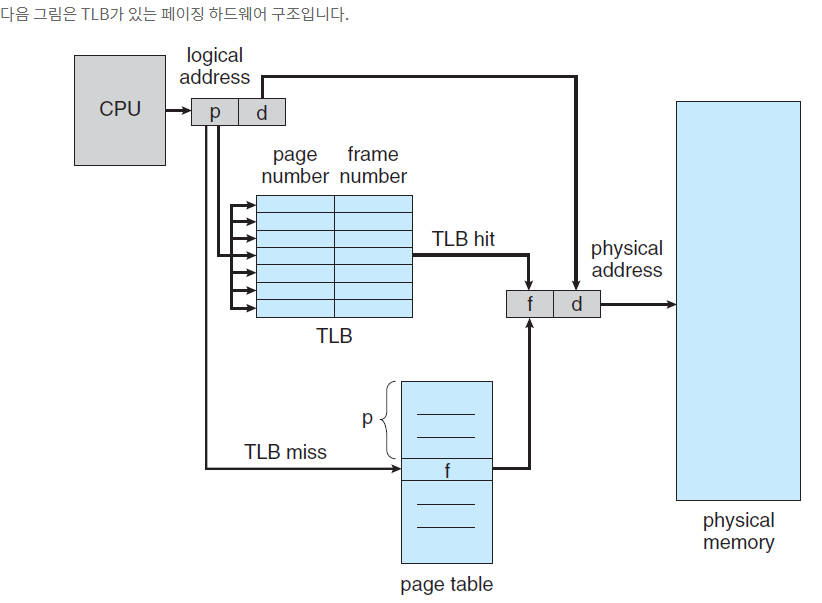 다음 그림은 TLB가 있는 페이징 하드웨어 구조입니다.
logical
address
CPU
p
d
page
number
frame
number
TLB hit
physical
address
f
d
TLB
p
TLB miss
f
page table
physical
memory